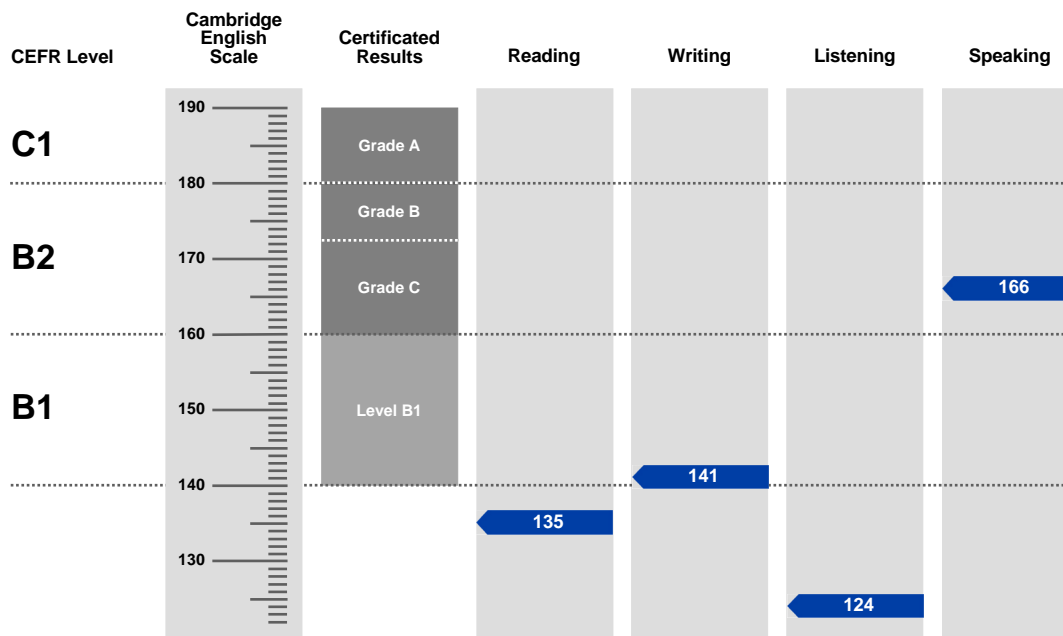 CEFR Level
Cambridge
English
Scale
Certificated
Results
Reading
Writing
Listening
Speaking
190
C1
Grade A
180
Grade B
B2
170
Grade C
166
160
B1
150
Level B1
141
140
135
130
124